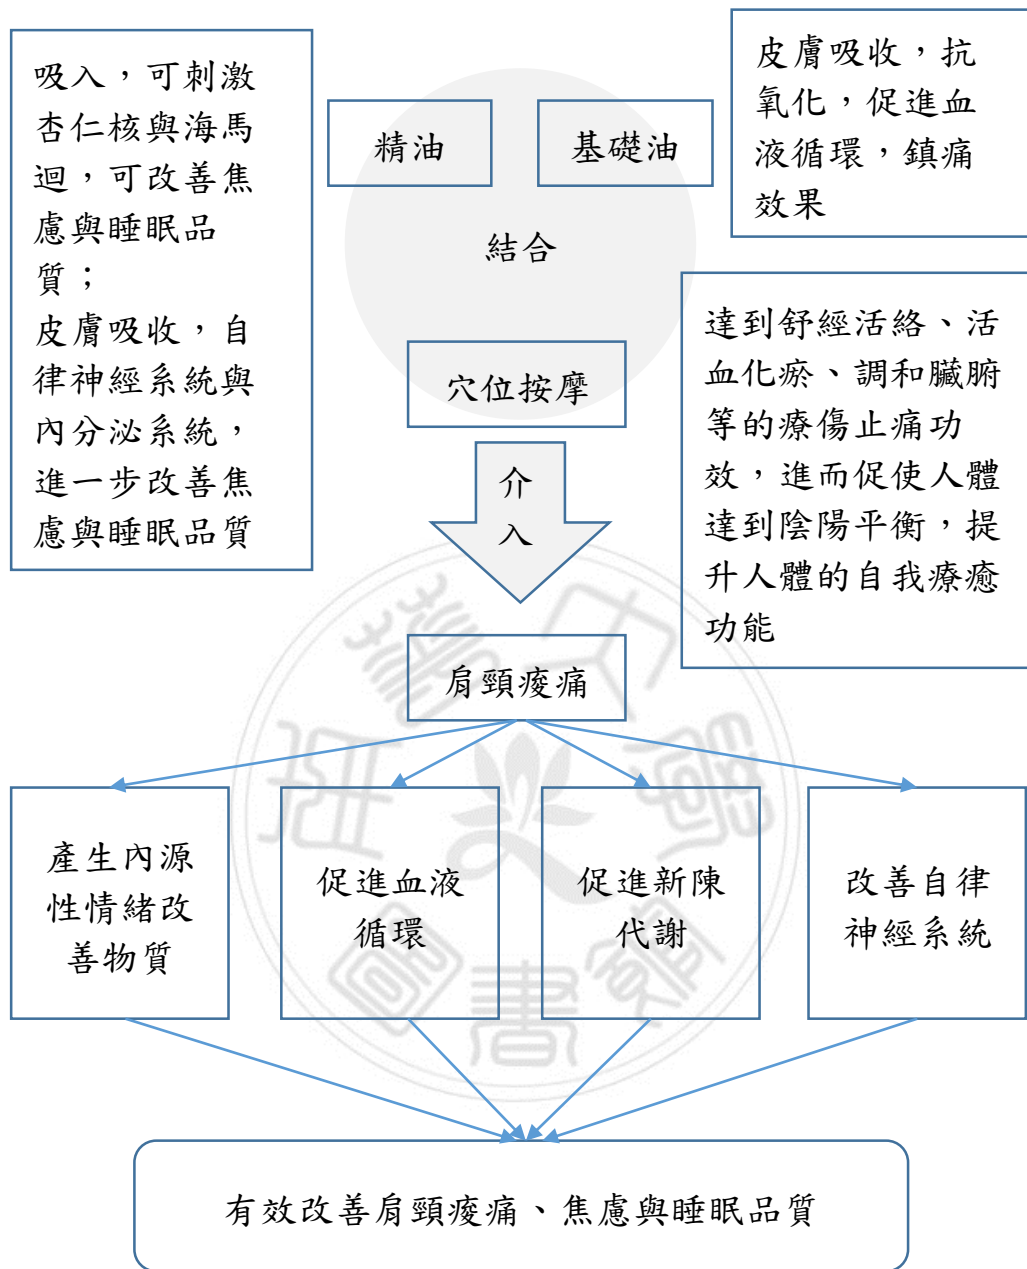 吸入，可刺激
杏仁核與海馬
迴，可改善焦
慮與睡眠品
質；
皮膚吸收，自
律神經系統與
內分泌系統，
進一步改善焦
慮與睡眠品質
精油
基礎油
皮膚吸收，抗
氧化，促進血
液循環，鎮痛
效果
結合
穴位按摩
達到舒經活絡、活
血化瘀、調和臟腑
等的療傷止痛功
效，進而促使人體
達到陰陽平衡，提
升人體的自我療癒
功能
介
入
肩頸痠痛
產生內源
性情緒改
善物質
促進血液
循環
促進新陳
代謝
改善自律
神經系統
有效改善肩頸痠痛、焦慮與睡眠品質